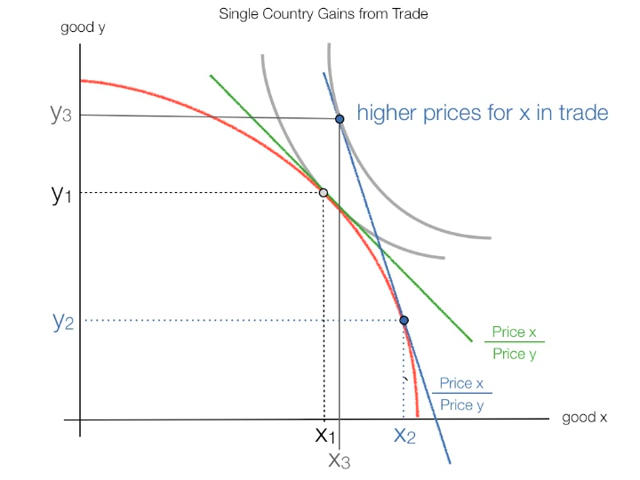 Single Country Gains from Trade
good y
y3
higher prices for x in trade
y1
y2
Price x
Price y
Price x
Price y
good x
x1
x2
x3